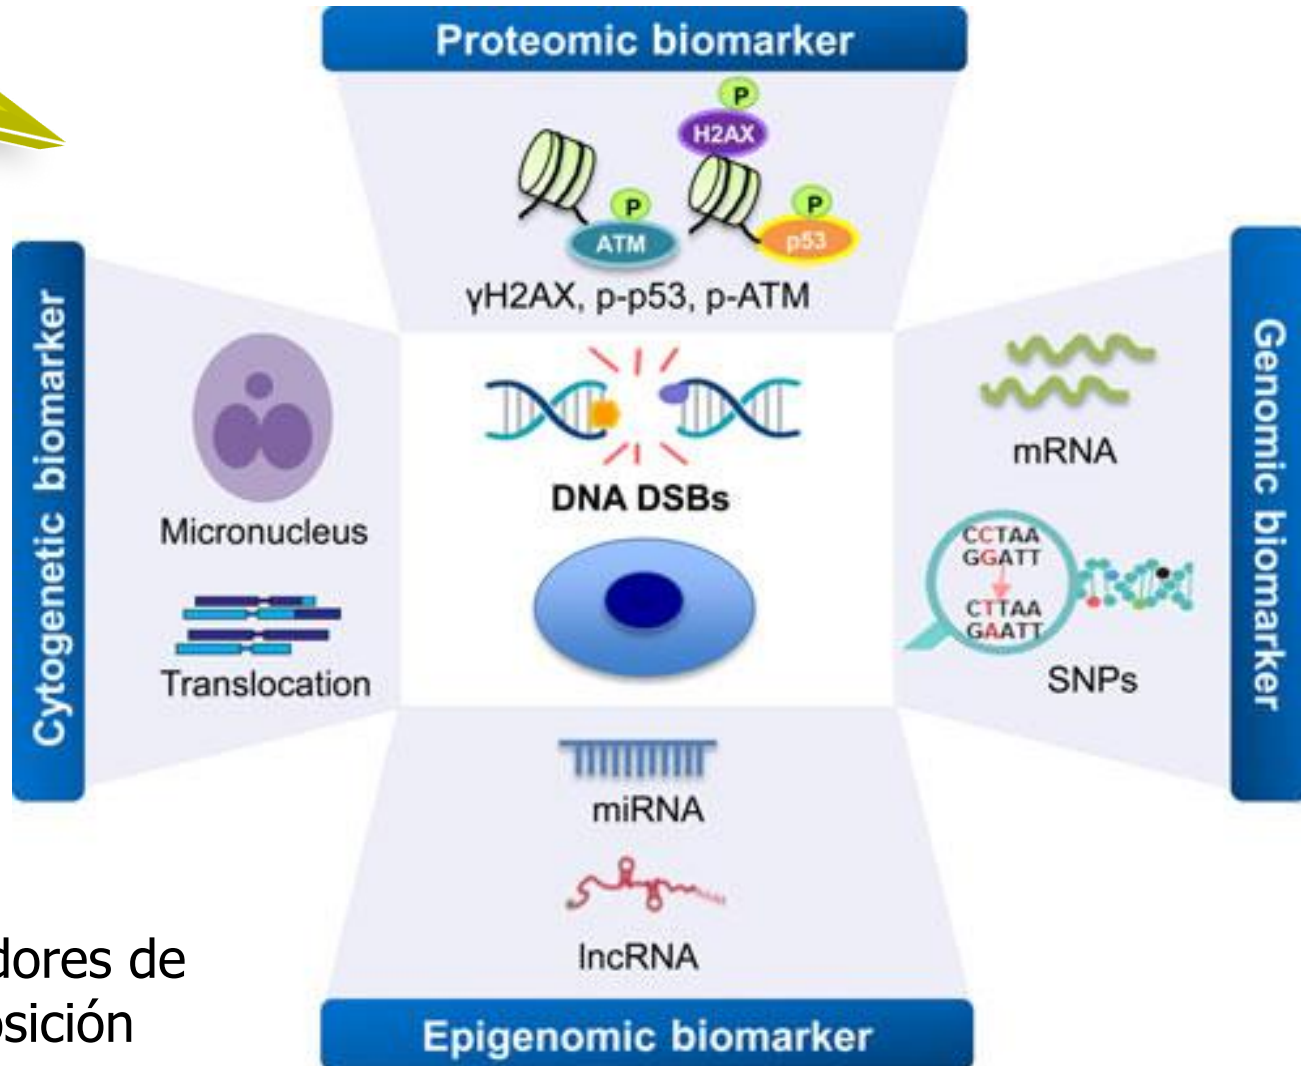 Proteomic biomarker
P
H2AX
P
ATM
P
p53
γH2AX, p-p53, p-ATM
Cytogenetic biomarker
Micronucleus
Translocation
DNA DSBs
Genomic biomarker
mRNA
CCTAA
GGATT
CTTAA
GAATT
SNPs
miRNA
lncRNA
Epigenomic biomarker
dores de
osición